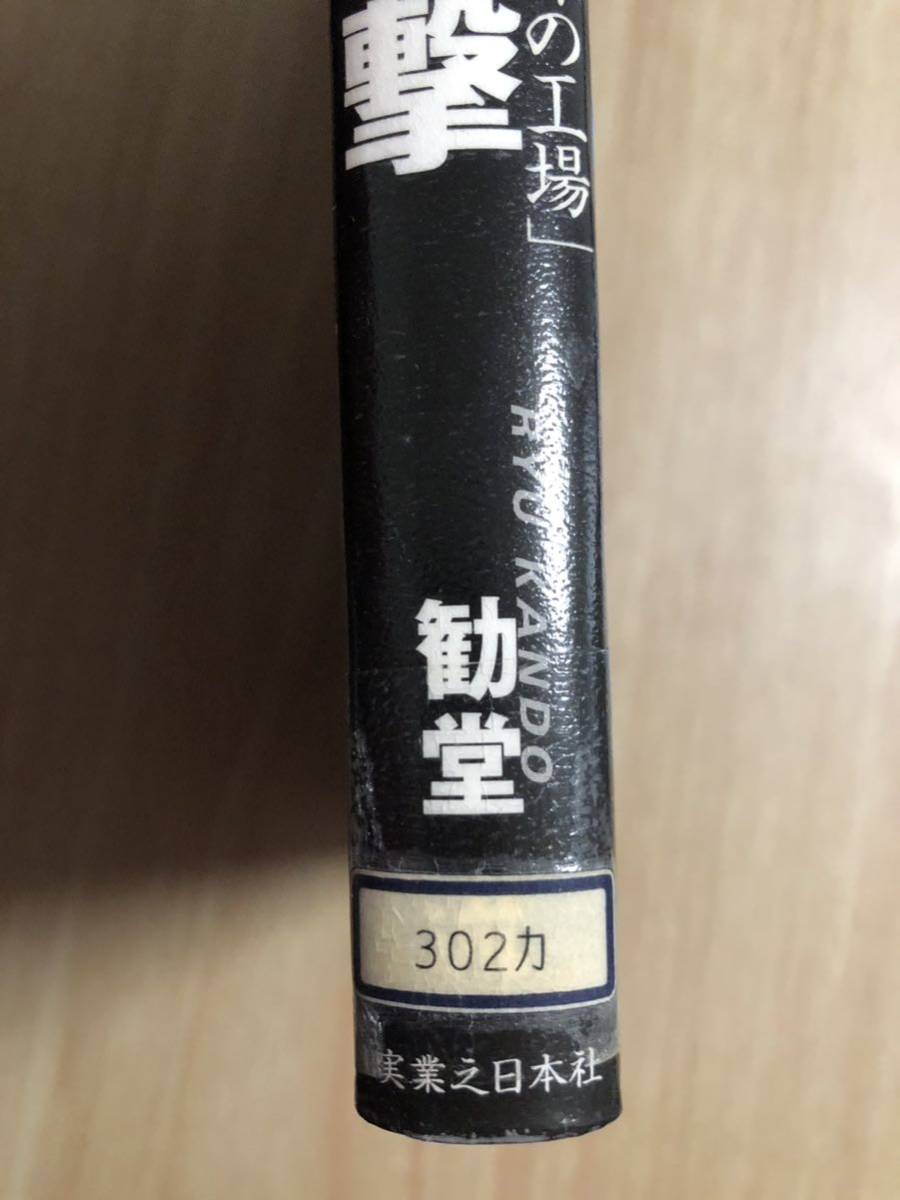 の工場」
撃
RYU KANDO
勧堂
302カ
実業之日本社